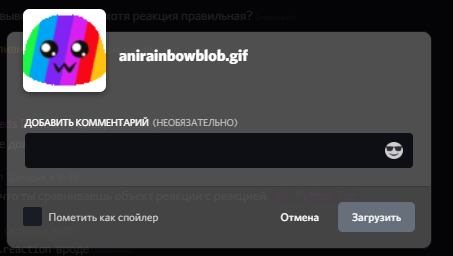 хотя реакция правильная?
anirainbowblob.gif
ДОБАВИТЬ КОММЕНТАРИЙ (НЕОБЯЗАТЕЛЬНО)
что ты сравниваешь объект реакции с реакцией
Пометить как спойлер
Отмена
Загрузить
.reaction вроде